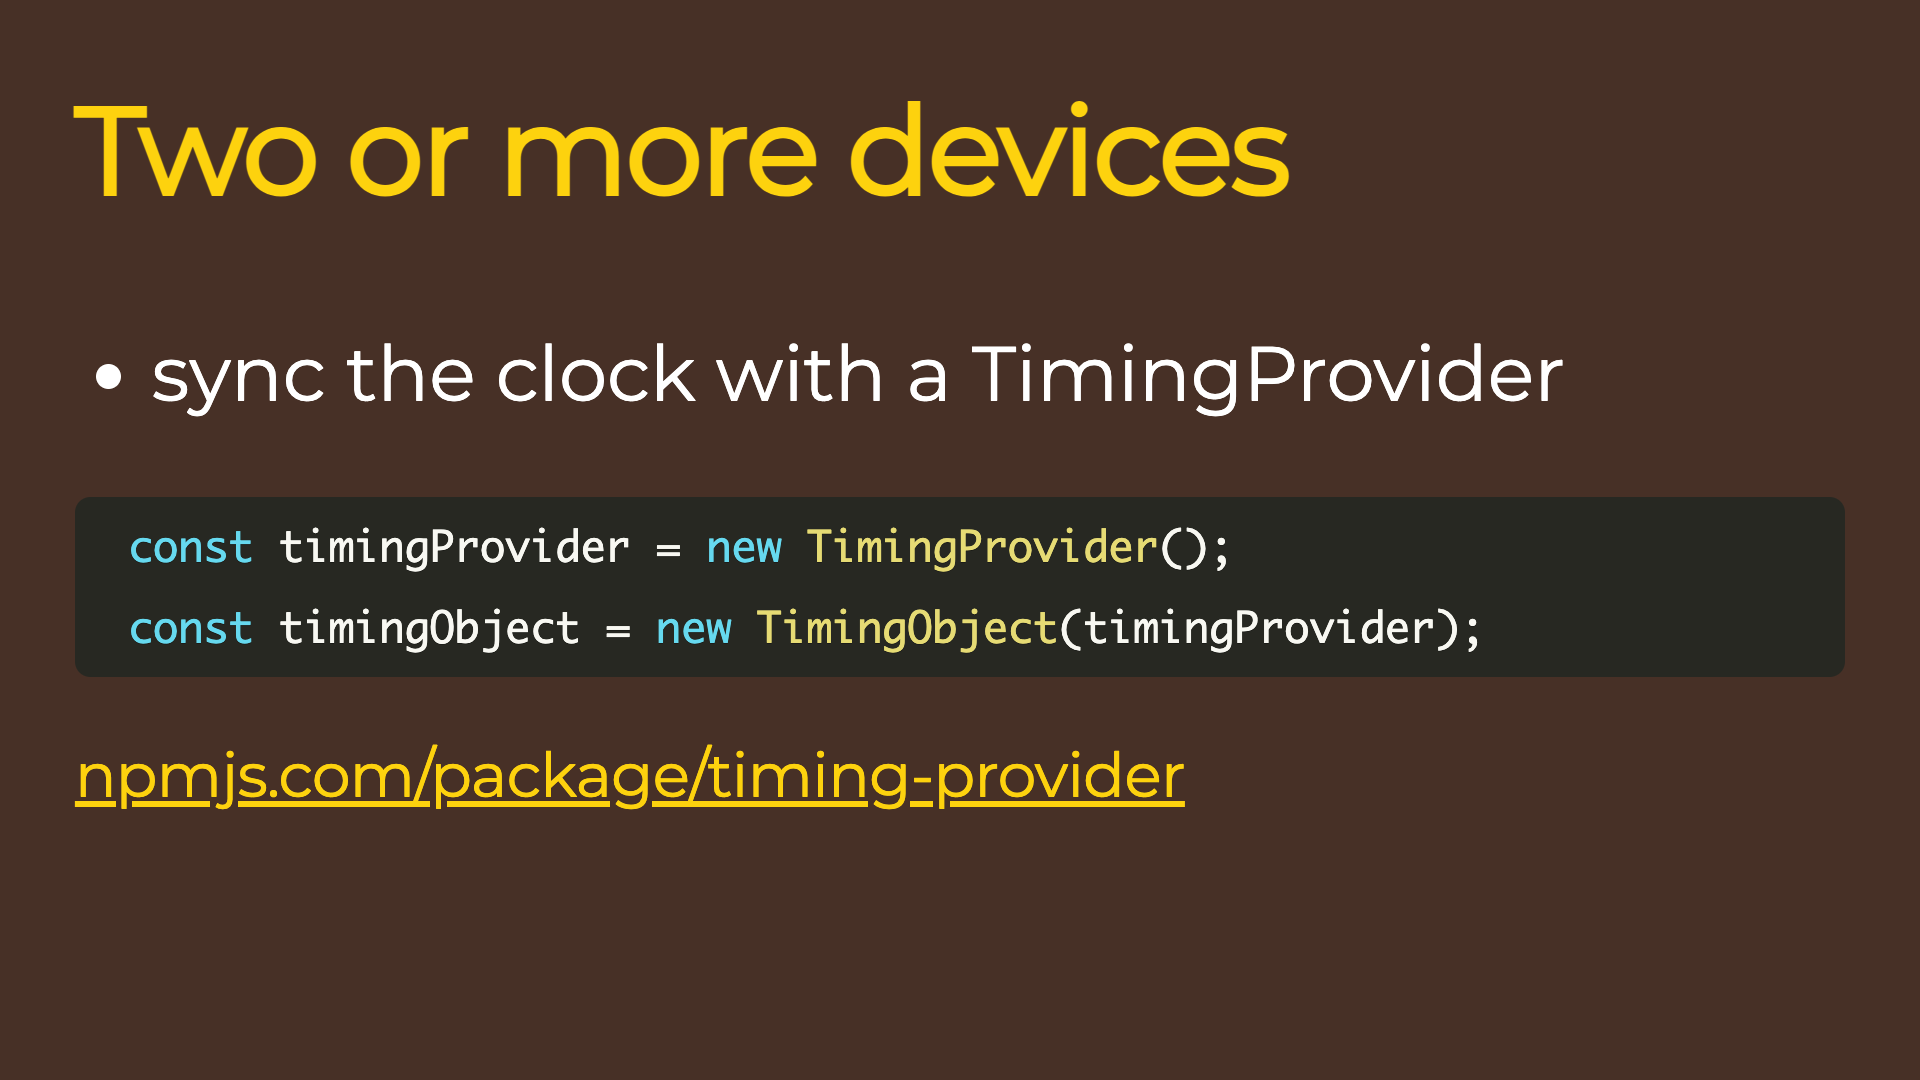 Two or more devices
• sync the clock with a TimingProvider
const timingProvider = new TimingProvider();
const timingObject = new TimingObject(timingProvider);
npmjs.com/package/timing-provider